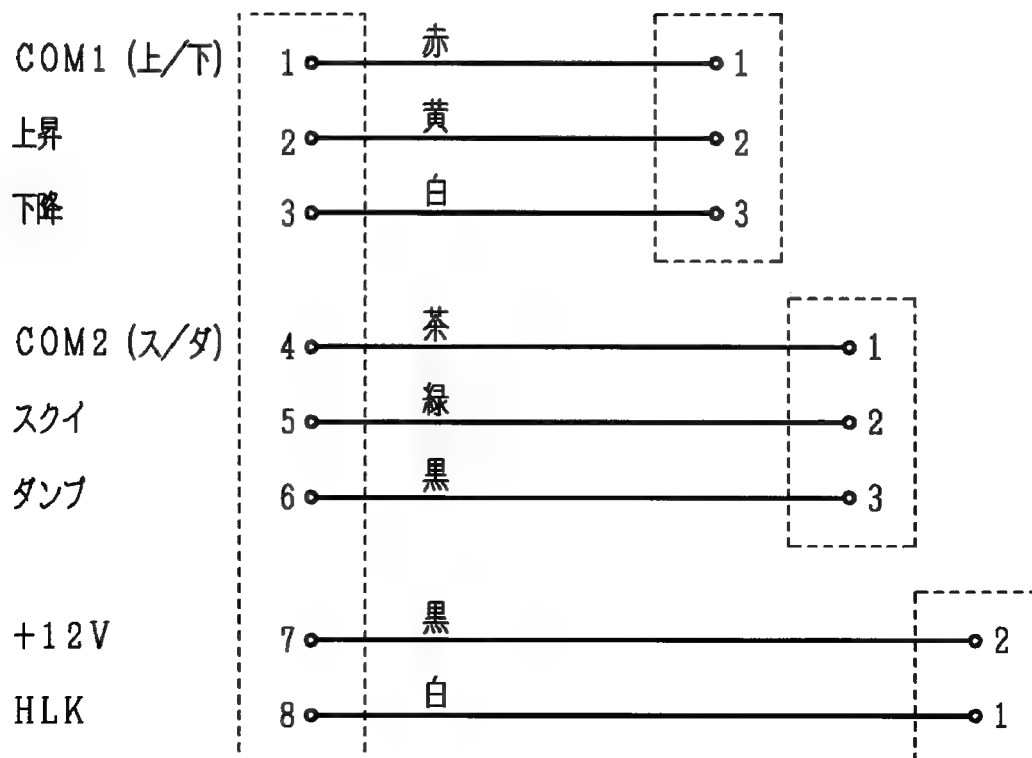 COM1 (上/下) 1 赤 1
上昇 2 黄 2
下降 3 白 3
COM2 (ス/ダ) 4 茶 1
スクイ 5 緑 2
ダンプ 6 黒 3
+12V 7 黒 2
HLK 8 白 1